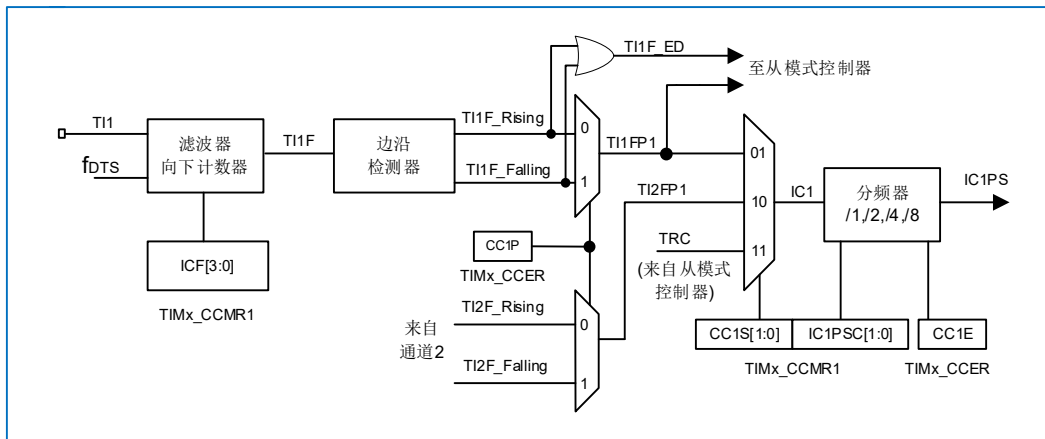 TI1F_ED
至从模式控制器
TI1
fDTS
滤波器
向下计数器
TI1F
边沿
检测器
TI1F_Rising
TI1F_Falling
0
1
TI1FP1
TI2FP1
01
10
11
IC1
分频器
/1,/2,/4,/8
IC1PS
TRC
(来自从模式
控制器)
CC1P
TIMx_CCER
ICF[3:0]
TIMx_CCMR1
来自
通道2
TI2F_Rising
TI2F_Falling
0
1
CC1S[1:0]
IC1PSC[1:0]
CC1E
TIMx_CCMR1
TIMx_CCER